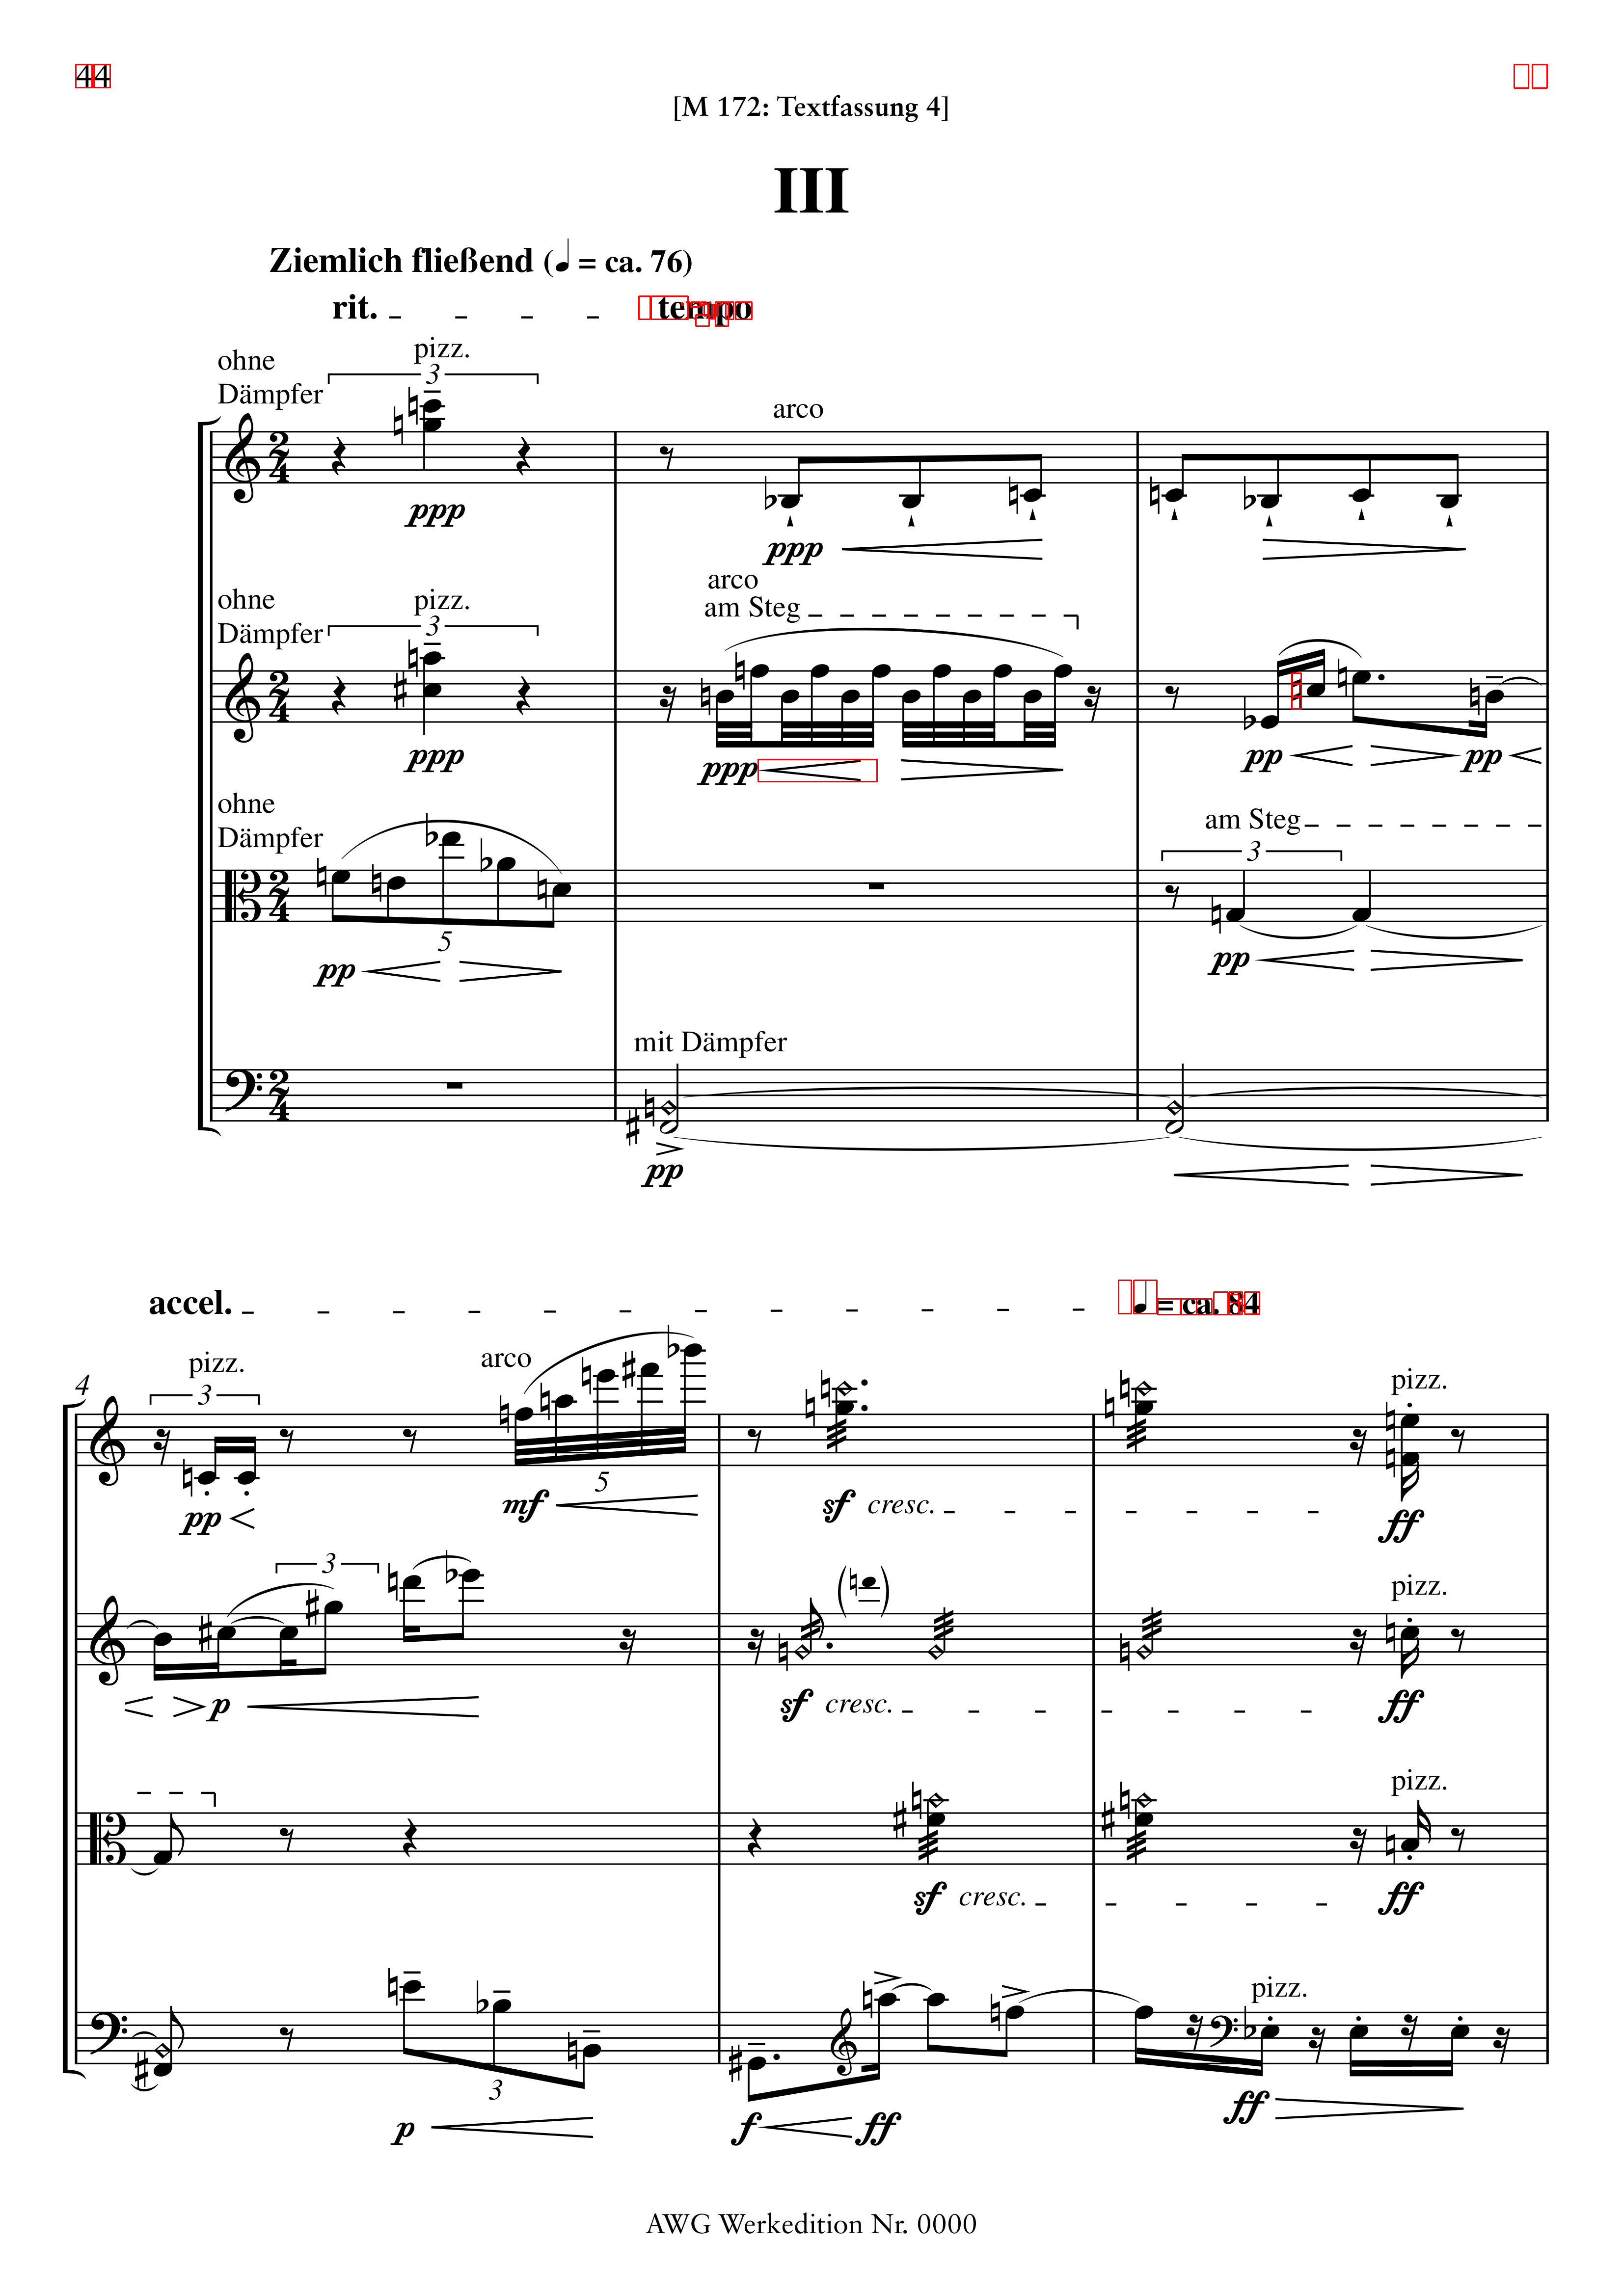 44
[M 172: Textfassung 4]
III
Ziemlich fließend (♩ = ca. 76)
rit. tempo
ohne
Dämpfer
3
pizz.
ppp
arco
ppp
ohne
Dämpfer
3
pizz.
ppp
arco
am Steg
ppp
pp
pp
ohne
Dämpfer
5
pp
am Steg
3
pp
mit Dämpfer
pp
accel. ♩ = ca. 84
4
3
pizz.
pp
arco
5
mf
sf cresc.
pizz.
ff
3
p
sf cresc.
pizz.
ff
sf cresc.
pizz.
ff
3
p
f
ff
pizz.
ff
AWG Werkedition Nr. 0000